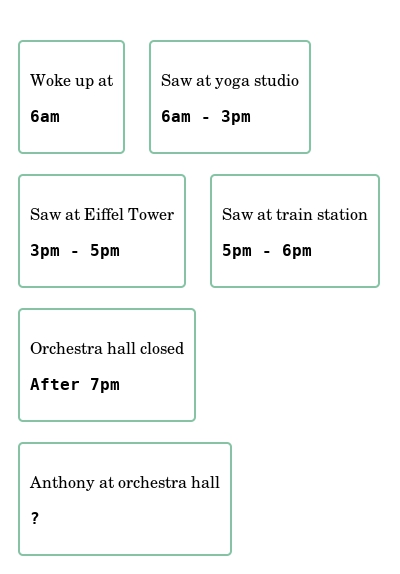 Woke up at
6am
Saw at yoga studio
6am - 3pm
Saw at Eiffel Tower
3pm - 5pm
Saw at train station
5pm - 6pm
Orchestra hall closed
After 7pm
Anthony at orchestra hall
?